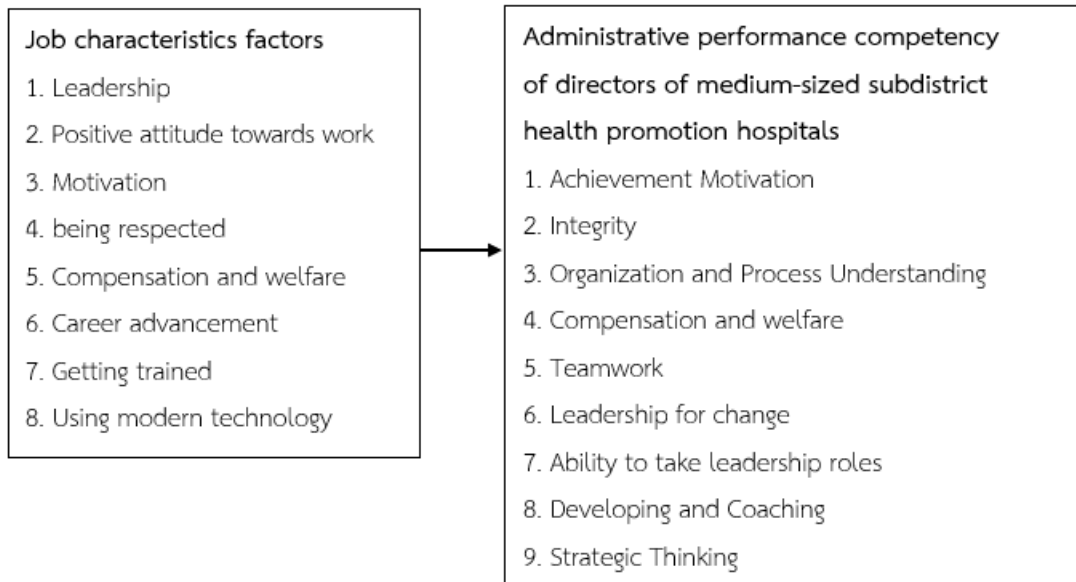 Job characteristics factors
1. Leadership
2. Positive attitude towards work
3. Motivation
4. being respected
5. Compensation and welfare
6. Career advancement
7. Getting trained
8. Using modern technology
Administrative performance competency
of directors of medium-sized subdistrict
health promotion hospitals
1. Achievement Motivation
2. Integrity
3. Organization and Process Understanding
4. Compensation and welfare
5. Teamwork
6. Leadership for change
7. Ability to take leadership roles
8. Developing and Coaching
9. Strategic Thinking